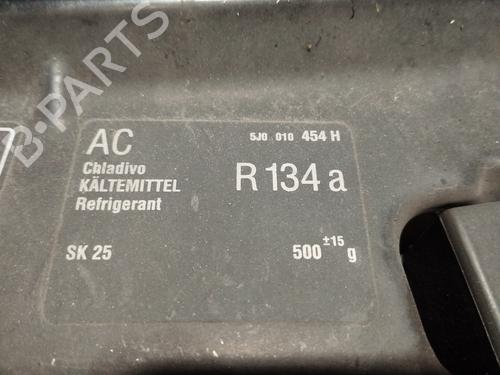 B-PARTS
AC 5J0 010 454 H
Chladivo
KÄLTEMITTEL R 134 a
Refrigerant
SK 25 500 ±15 g